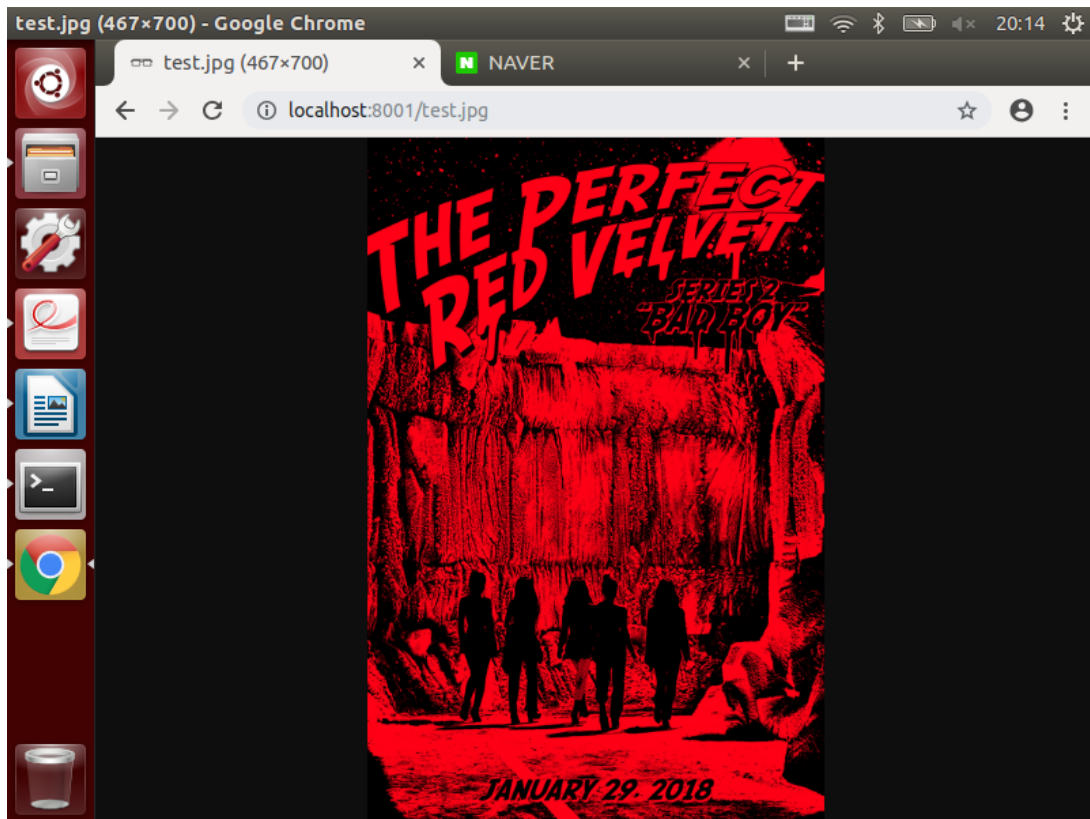 test.jpg (467×700) - Google Chrome
20:14
test.jpg (467×700)
N NAVER
localhost:8001/test.jpg
THE PERFECT
RED VELVET
SERIES 2
"BAD BOY"
JANUARY 29. 2018